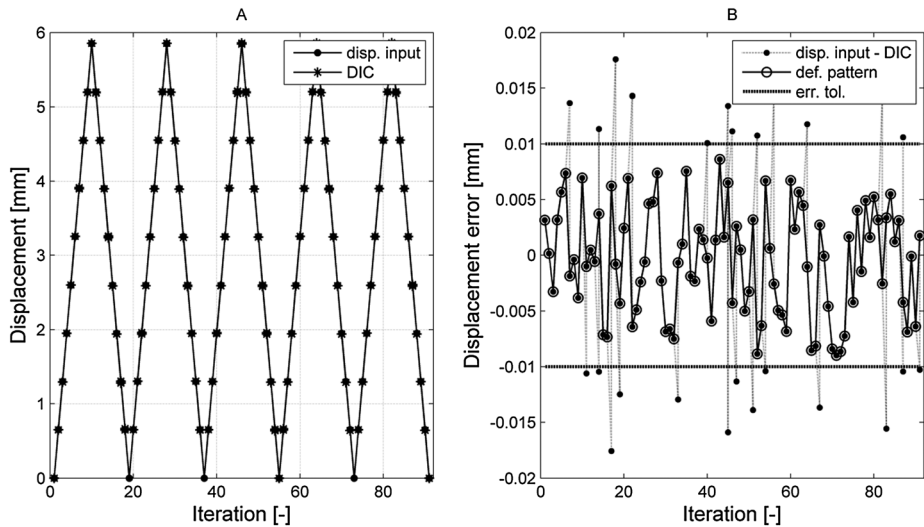 A
Displacement [mm]
6
5
4
3
2
1
0
0
20
40
60
80
Iteration [-]
disp. input
DIC
B
Displacement error [mm]
0.02
0.015
0.01
0.005
0
-0.005
-0.01
-0.015
-0.02
0
20
40
60
80
Iteration [-]
disp. input - DIC
def. pattern
err. tol.